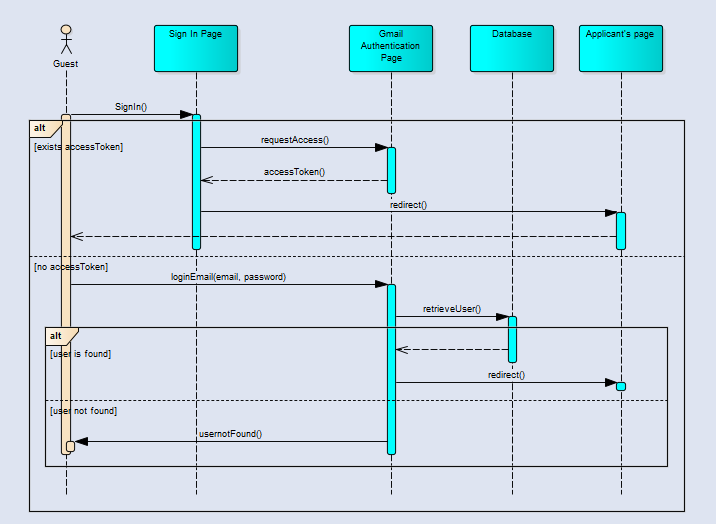 Guest
Sign In Page
Gmail
Authentication
Page
Database
Applicant's page
SignIn()
alt
[exists accessToken]
requestAccess()
accessToken()
redirect()
[no accessToken]
loginEmail(email, password)
retrieveUser()
alt
[user is found]
redirect()
[user not found]
usernotFound()